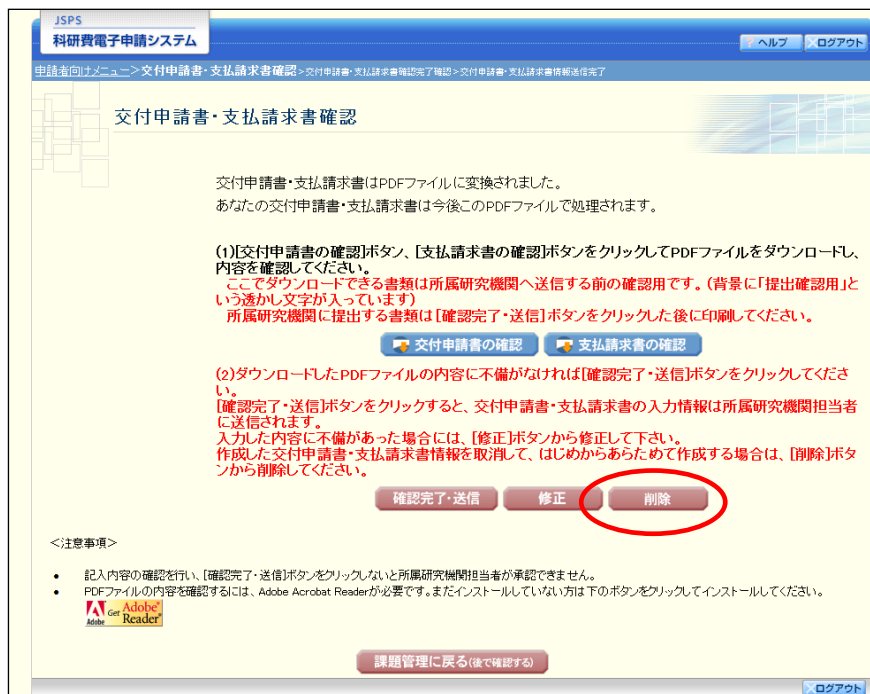 JSPS
科研費電子申請システム
ヘルプ
ログアウト
申請者向けメニュー>交付申請書・支払請求書確認>交付申請書・支払請求書確認完了確認>交付申請書・支払請求書情報送信完了
交付申請書・支払請求書確認
交付申請書・支払請求書はPDFファイルに変換されました。
あなたの交付申請書・支払請求書は今後このPDFファイルで処理されます。
(1)[交付申請書の確認]ボタン、[支払請求書の確認]ボタンをクリックしてPDFファイルをダウンロードし、
内容を確認してください。
ここでダウンロードできる書類は所属研究機関へ送信する前の確認用です。(背景に「提出確認用」と
いう透かし文字が入っています)
所属研究機関に提出する書類は[確認完了・送信]ボタンをクリックした後に印刷してください。
交付申請書の確認
支払請求書の確認
(2)ダウンロードしたPDFファイルの内容に不備がなければ[確認完了・送信]ボタンをクリックしてくださ
い。
[確認完了・送信]ボタンをクリックすると、交付申請書・支払請求書の入力情報は所属研究機関担当者
に送信されます。
入力した内容に不備があった場合には、[修正]ボタンから修正して下さい。
作成した交付申請書・支払請求書情報を取消して、はじめからあらためて作成する場合は、[削除]ボタ
ンから削除してください。
確認完了・送信
修正
削除
<注意事項>
• 記入内容の確認を行い、[確認完了・送信]ボタンをクリックしないと所属研究機関担当者が承認できません。
• PDFファイルの内容を確認するには、Adobe Acrobat Readerが必要です。まだインストールしていない方は下のボタンをクリックしてインストールしてください。
Adobe
Get Adobe®
Reader®
課題管理に戻る(後で確認する)
ログアウト